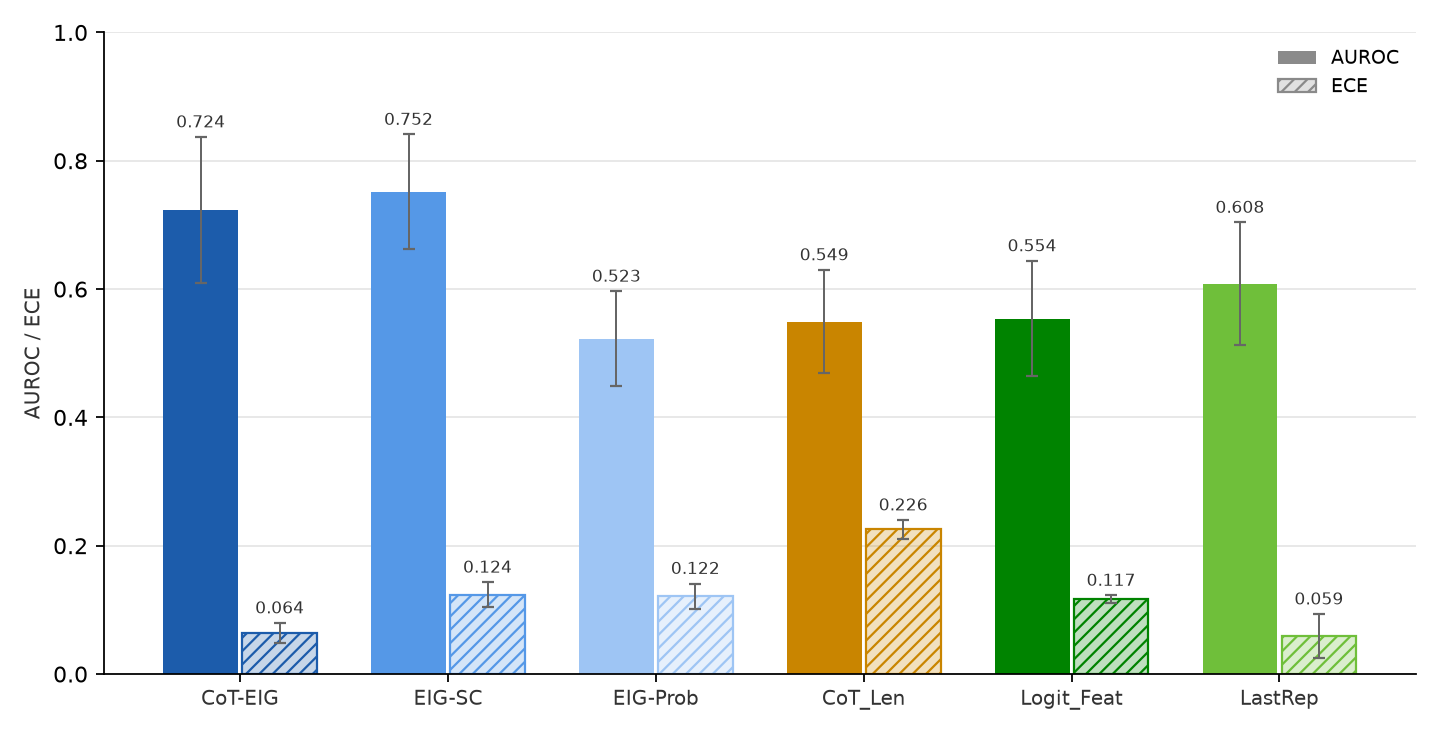 1.0
0.8
0.6
0.4
0.2
0.0
AUROC / ECE
AUROC
ECE
0.724
0.064
0.752
0.124
0.523
0.122
0.549
0.226
0.554
0.117
0.608
0.059
CoT-EIG
EIG-SC
EIG-Prob
CoT_Len
Logit_Feat
LastRep